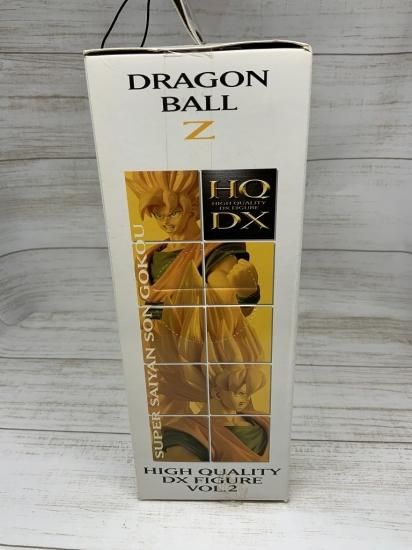 DRAGON
BALL
Z
HQ
HIGH QUALITY
DX FIGURE
DX
SUPER SAIYAN SON GOKOU
HIGH QUALITY
DX FIGURE
VOL.2